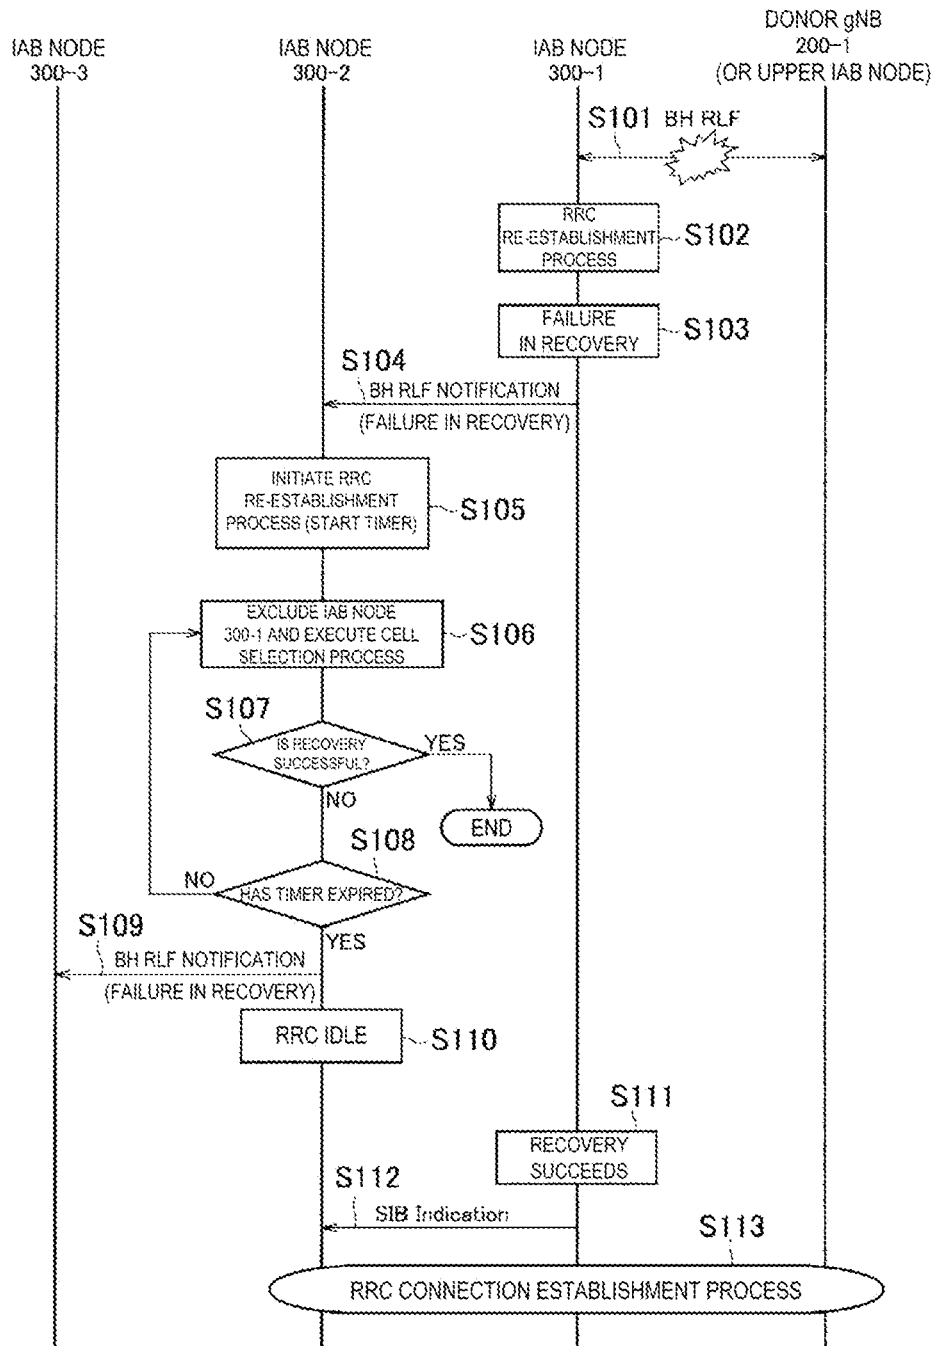 IAB NODE
300-3
IAB NODE
300-2
IAB NODE
300-1
DONOR gNB
200-1
(OR UPPER IAB NODE)
S101 BH RLF
RRC
RE-ESTABLISHMENT
PROCESS
S102
FAILURE
IN RECOVERY
S103
S104
BH RLF NOTIFICATION
(FAILURE IN RECOVERY)
INITIATE RRC
RE-ESTABLISHMENT
PROCESS (START TIMER)
S105
EXCLUDE IAB NODE
300-1 AND EXECUTE CELL
SELECTION PROCESS
S106
S107
IS RECOVERY
SUCCESSFUL?
YES
NO
END
S108
HAS TIMER EXPIRED?
NO
YES
S109
BH RLF NOTIFICATION
(FAILURE IN RECOVERY)
RRC IDLE
S110
S111
RECOVERY
SUCCEEDS
S112
SIB Indication
S113
RRC CONNECTION ESTABLISHMENT PROCESS